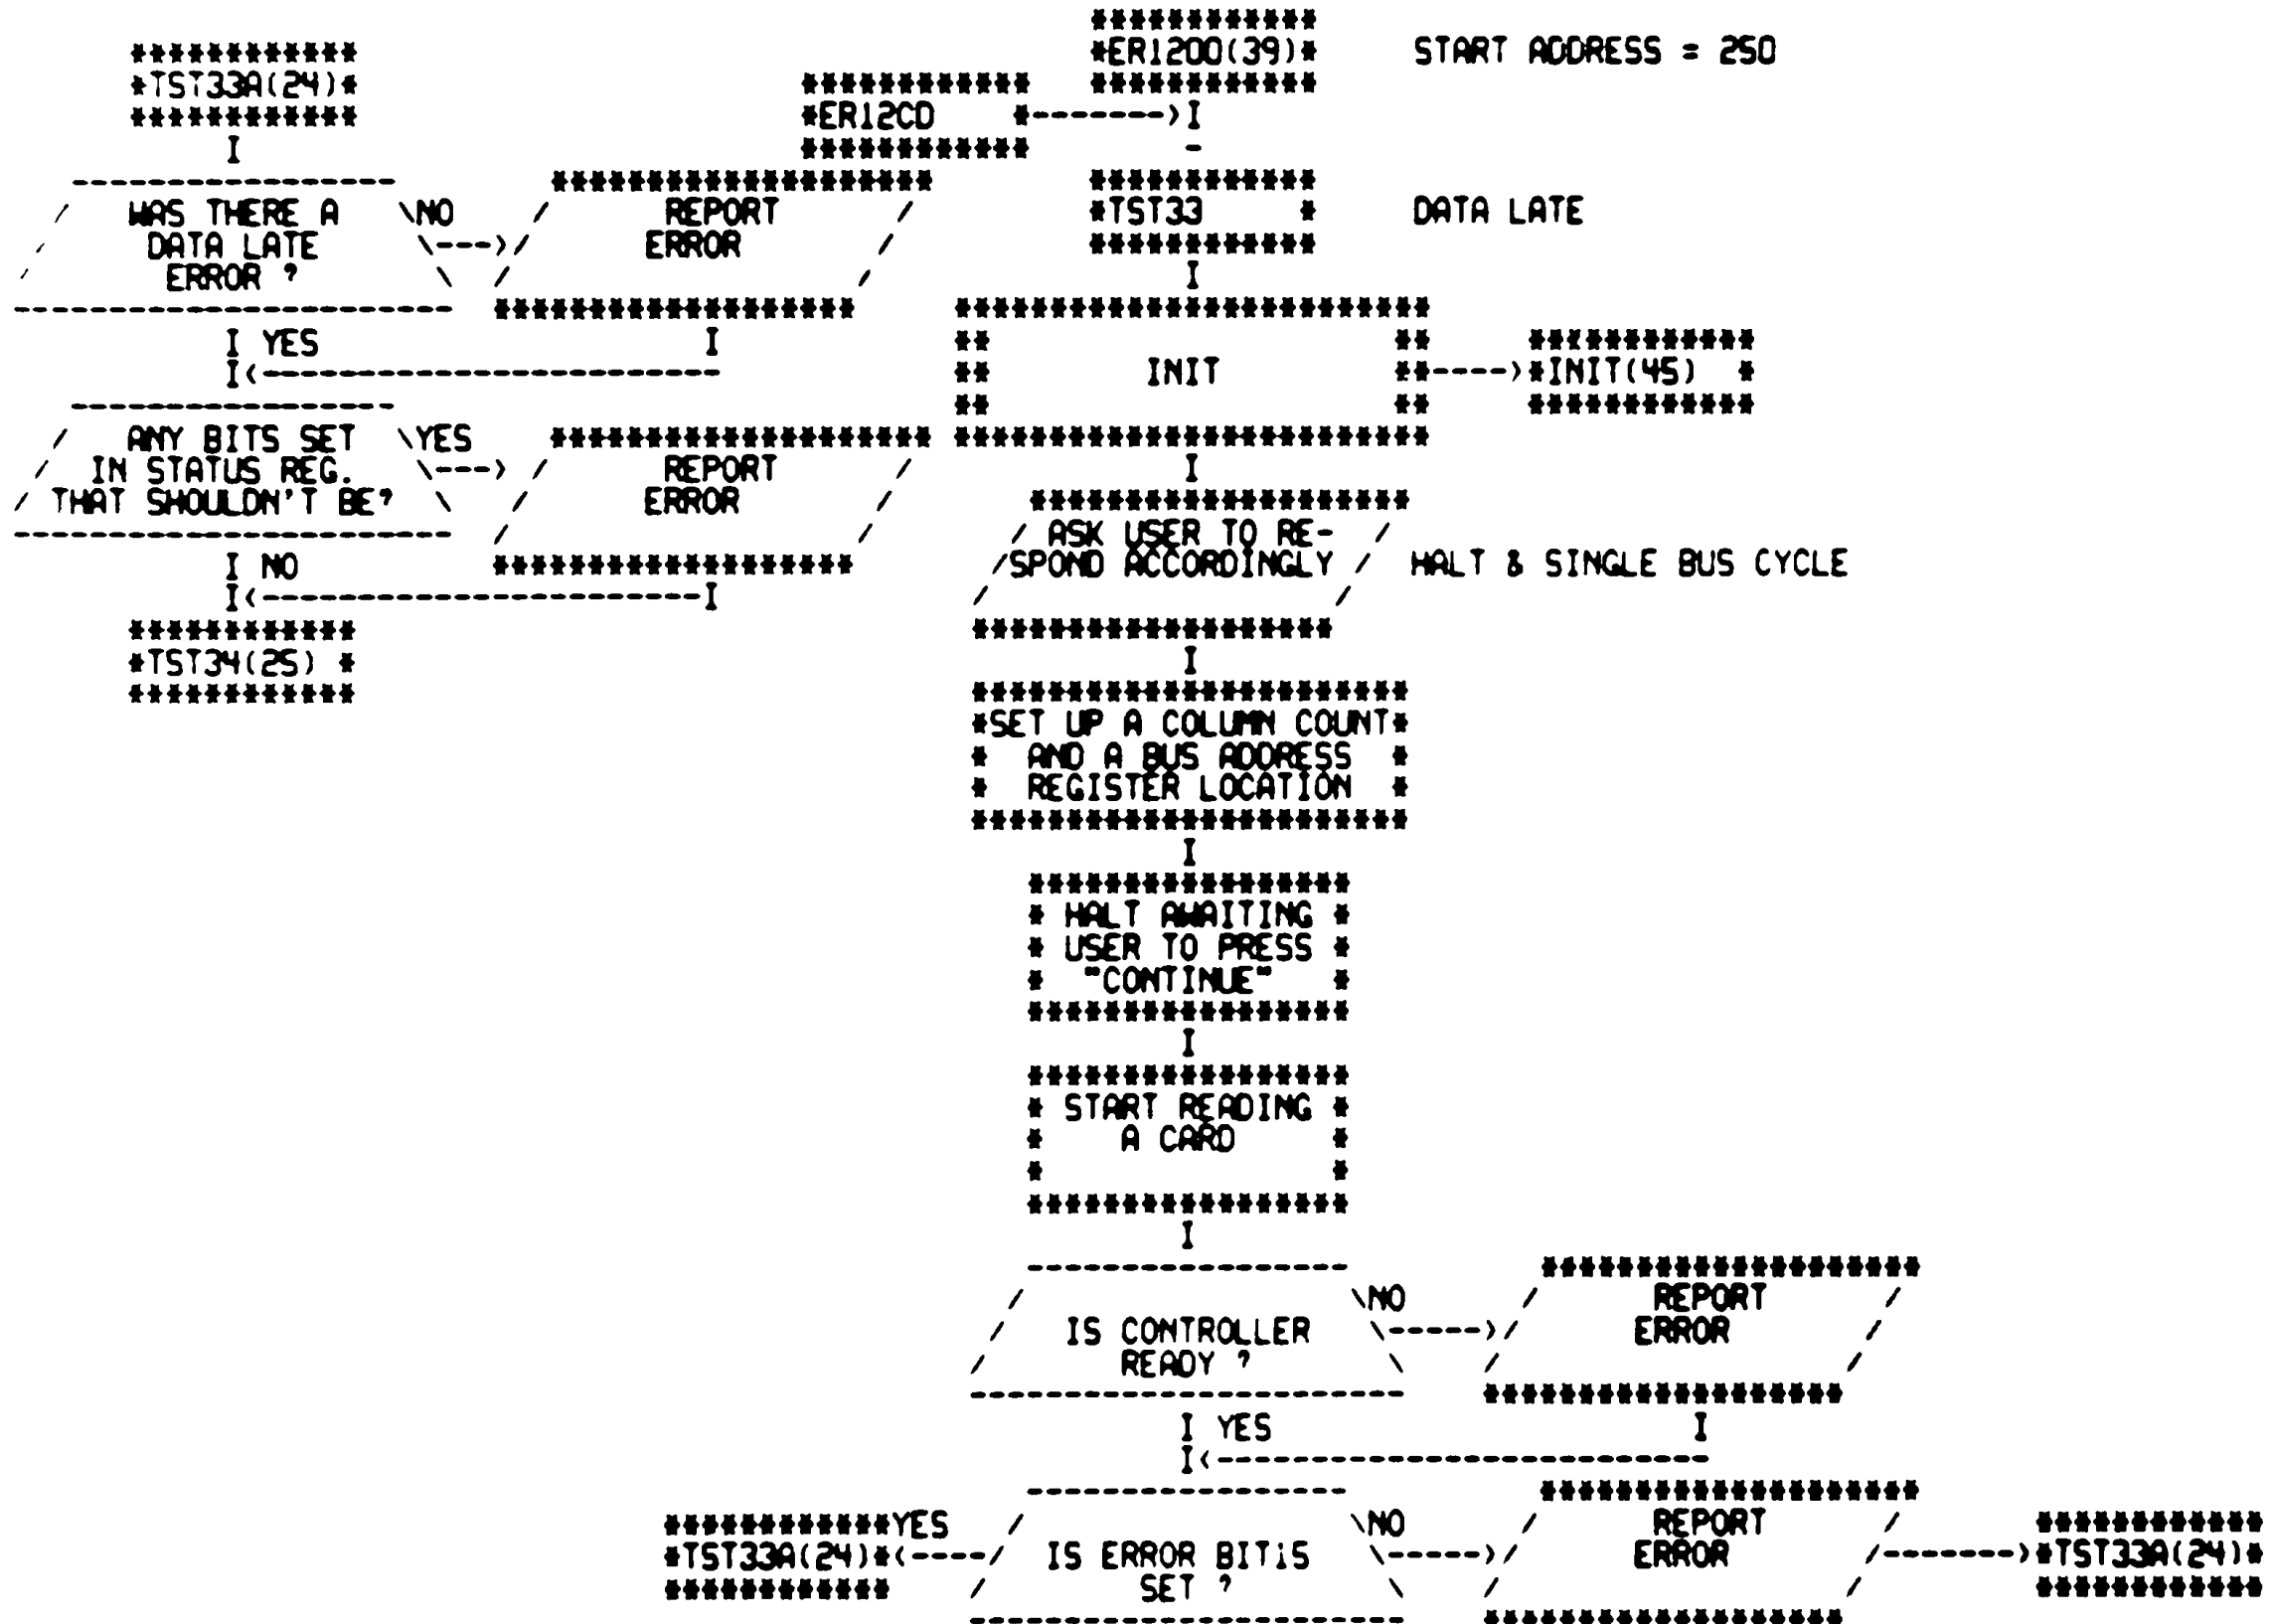 *ER1200(39)*
START ADDRESS = 250
*TST33A(24)*
*ER12CD *------->I
I
WAS THERE A \NO
DATA LATE \--->/
ERROR ?
REPORT
ERROR
*TST33 *
DATA LATE
I
I YES
I
I<------------------------
INIT
**---->*INIT(45) *
ANY BITS SET \YES
IN STATUS REG. \--->
THAT SHOULDN'T BE?
REPORT
ERROR
I
ASK USER TO RE-
SPOND ACCORDINGLY
HALT & SINGLE BUS CYCLE
I NO
I<-----------------------I
*TST34(25) *
I
*SET UP A COLUMN COUNT*
* AND A BUS ADDRESS *
* REGISTER LOCATION *
I
* HALT AWAITING *
* USER TO PRESS *
* "CONTINUE" *
I
* START READING *
* A CARD *
I
\NO
IS CONTROLLER \----->/
READY ?
REPORT
ERROR
I YES
I
I<--------------------------
YES
*TST33A(24)*<----/
IS ERROR BIT15
SET ?
\NO
\----->/
REPORT
ERROR
/------->*TST33A(24)*